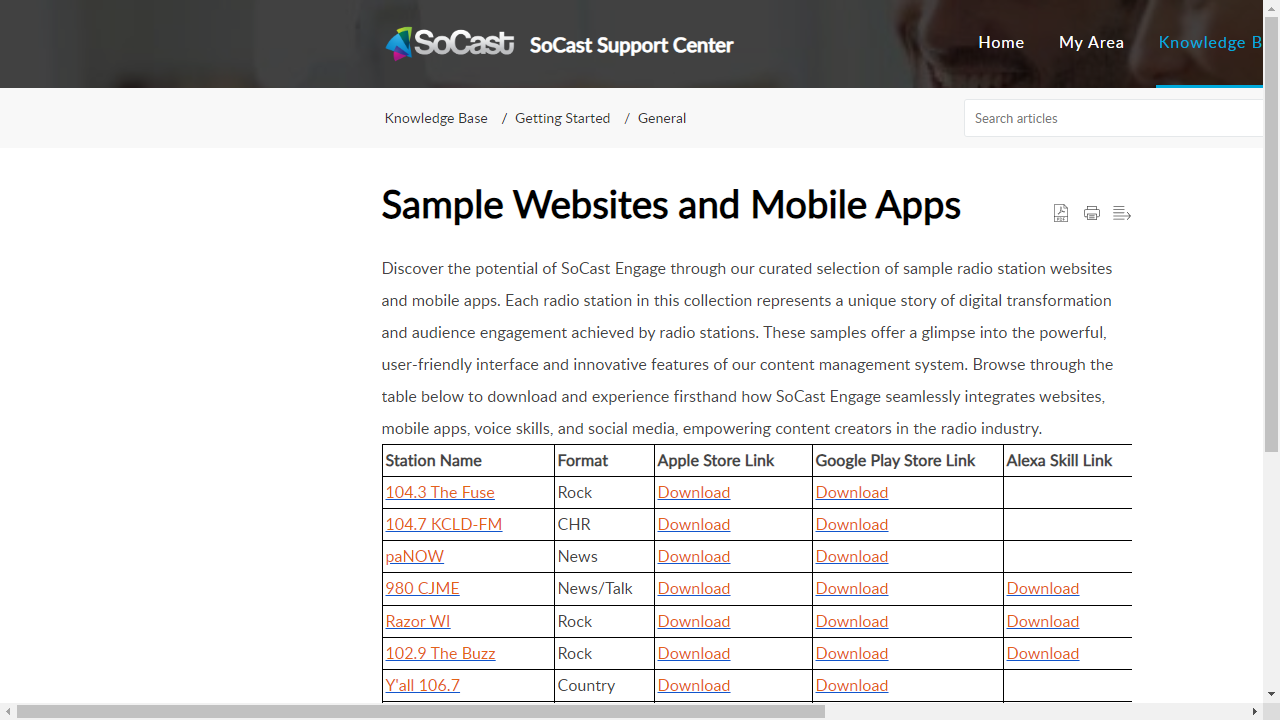 SoCast SoCast Support Center Home My Area Knowledge B
Knowledge Base / Getting Started / General Search articles
Sample Websites and Mobile Apps
Discover the potential of SoCast Engage through our curated selection of sample radio station websites
and mobile apps. Each radio station in this collection represents a unique story of digital transformation
and audience engagement achieved by radio stations. These samples offer a glimpse into the powerful,
user-friendly interface and innovative features of our content management system. Browse through the
table below to download and experience firsthand how SoCast Engage seamlessly integrates websites,
mobile apps, voice skills, and social media, empowering content creators in the radio industry.
Station Name Format Apple Store Link Google Play Store Link Alexa Skill Link
104.3 The Fuse Rock Download Download
104.7 KCLD-FM CHR Download Download
paNOW News Download Download
980 CJME News/Talk Download Download Download
Razor WI Rock Download Download Download
102.9 The Buzz Rock Download Download Download
Y'all 106.7 Country Download Download